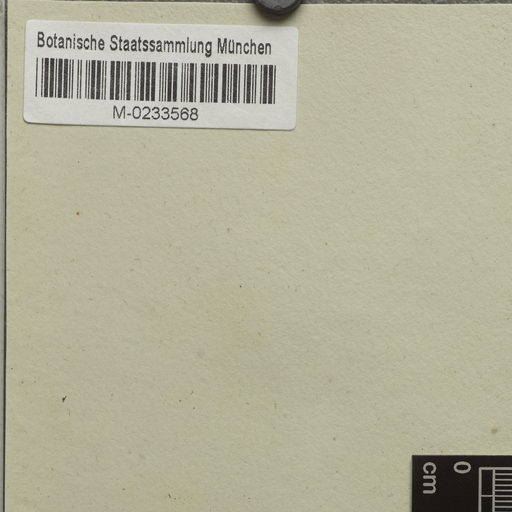 Botanische Staatssammlung München
M-0233568
0
cm